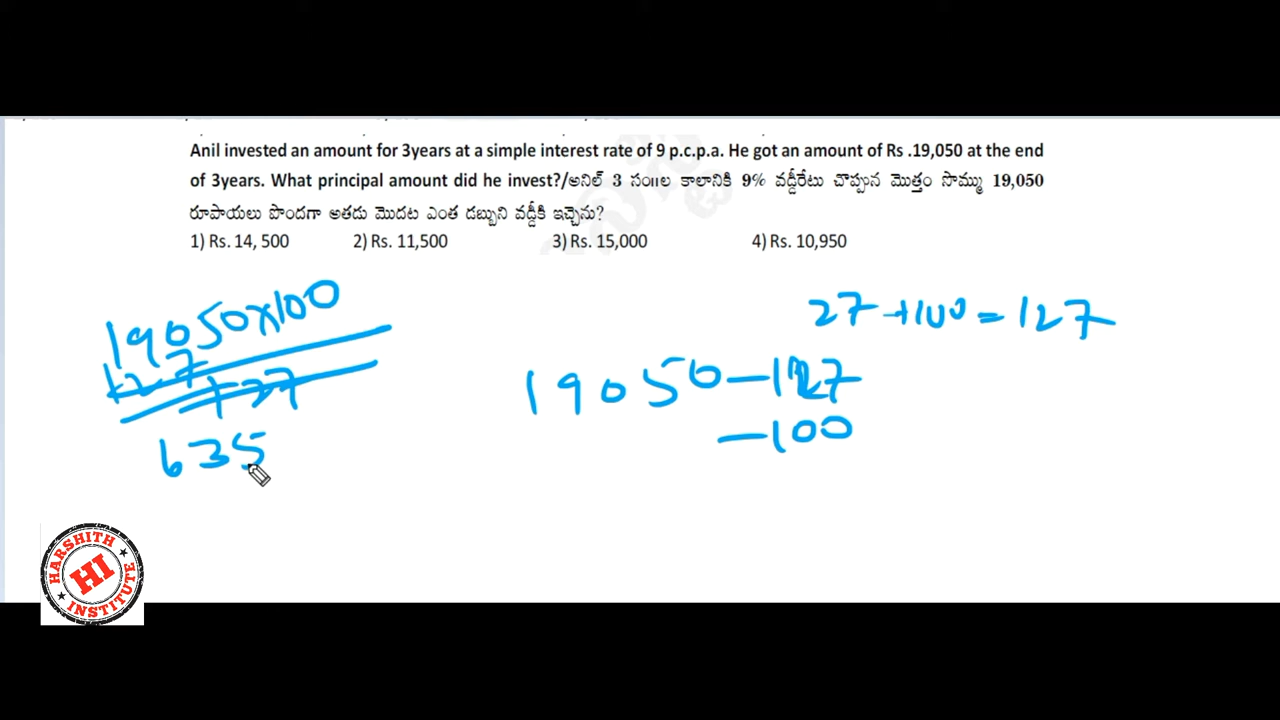 Anil invested an amount for 3years at a simple interest rate of 9 p.c.p.a. He got an amount of Rs .19,050 at the end
of 3years. What principal amount did he invest?/అనిల్ 3 సంııల కాలానికి 9% వడ్డీరేటు చొప్పున మొత్తం సొమ్ము 19,050
రూపాయలు పొందగా అతడు మొదట ఎంత డబ్బుని వడ్డీకి ఇచ్చెను?
1) Rs. 14, 500 2) Rs. 11,500 3) Rs. 15,000 4) Rs. 10,950
19050x100
127
127
635
27 +100 = 127
19050 - 127
- 100
HARSHITH
HI
INSTITUTE